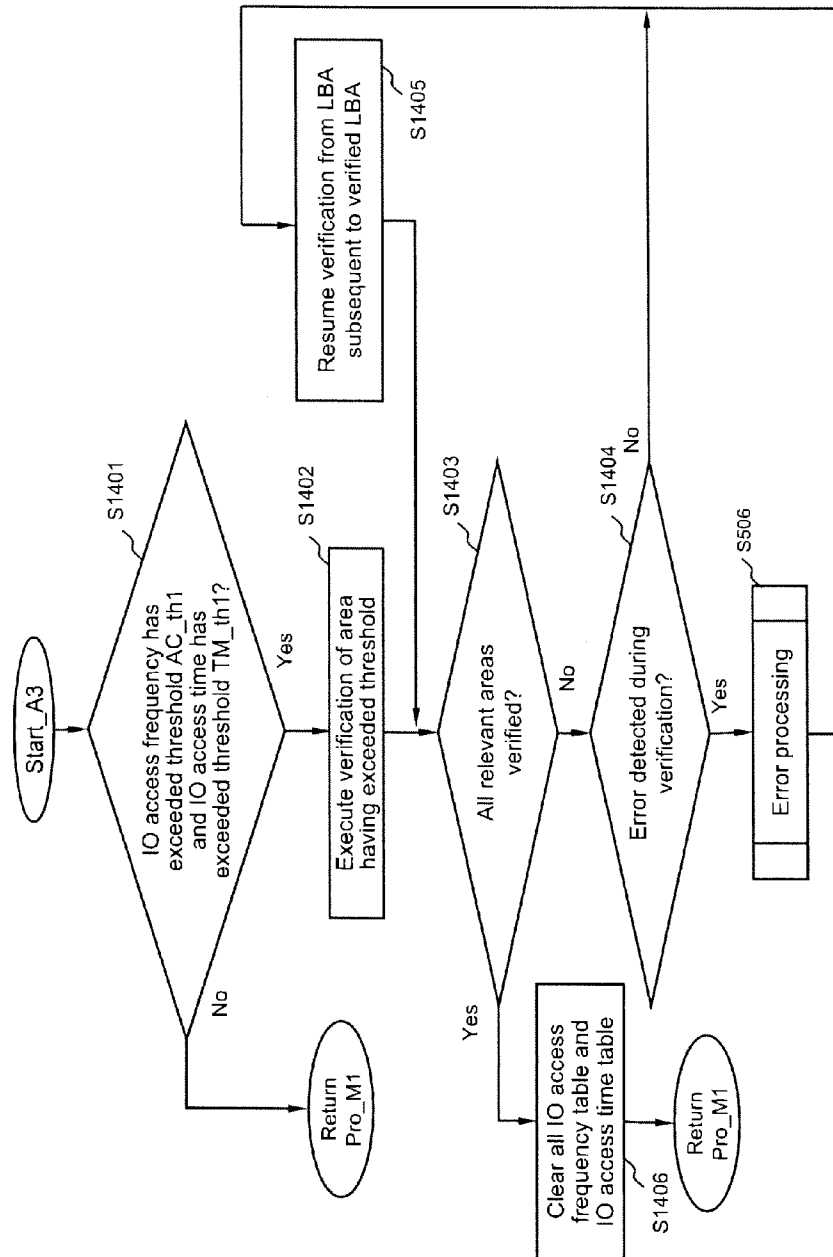 Start_A3
S1401
IO access frequency has
exceeded threshold AC_th1
and IO access time has
exceeded threshold TM_th1?
No
Yes
Return
Pro_M1
S1402
Execute verification of area
having exceeded threshold
Resume verification from LBA
subsequent to verified LBA
S1405
S1403
All relevant areas
verified?
Yes
No
Clear all IO access
frequency table and
IO access time table
S1406
Return
Pro_M1
S1404
Error detected during
verification?
No
Yes
S506
Error processing